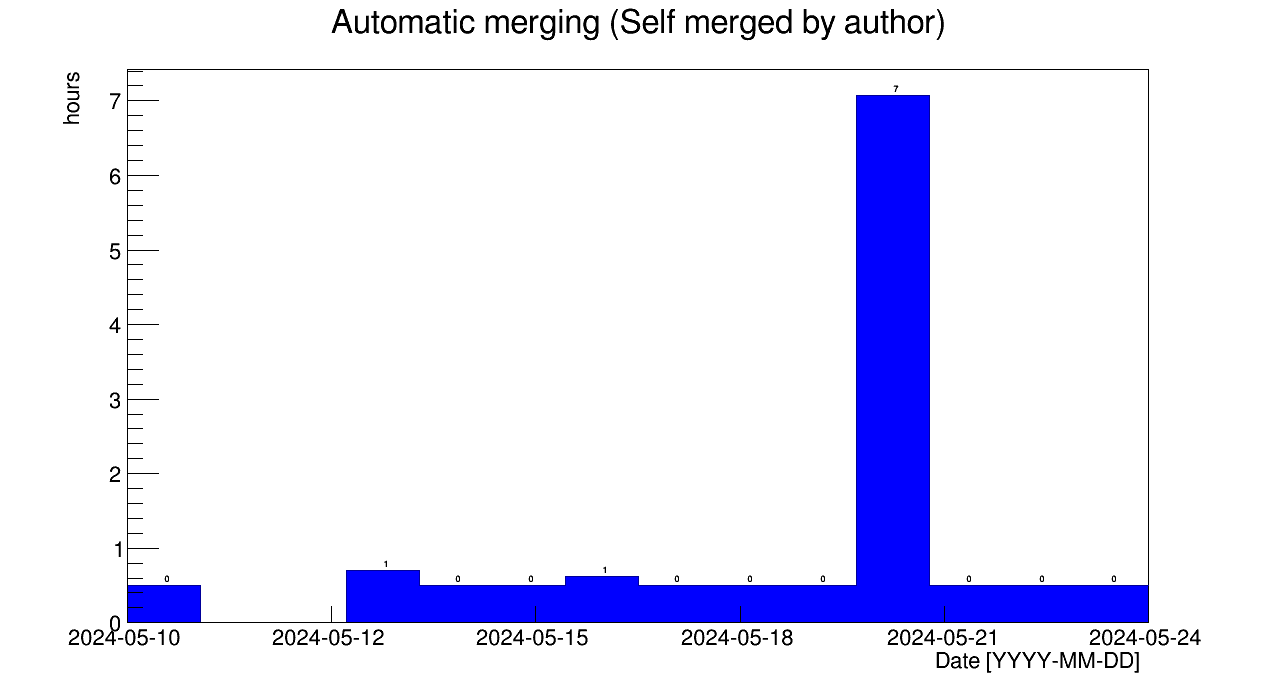 Automatic merging (Self merged by author)
hours
7
6
5
4
3
2
1
0
0 1 0 0 1 0 0 0 7 0 0 0
2024-05-10 2024-05-12 2024-05-15 2024-05-18 2024-05-21 2024-05-24
Date [YYYY-MM-DD]